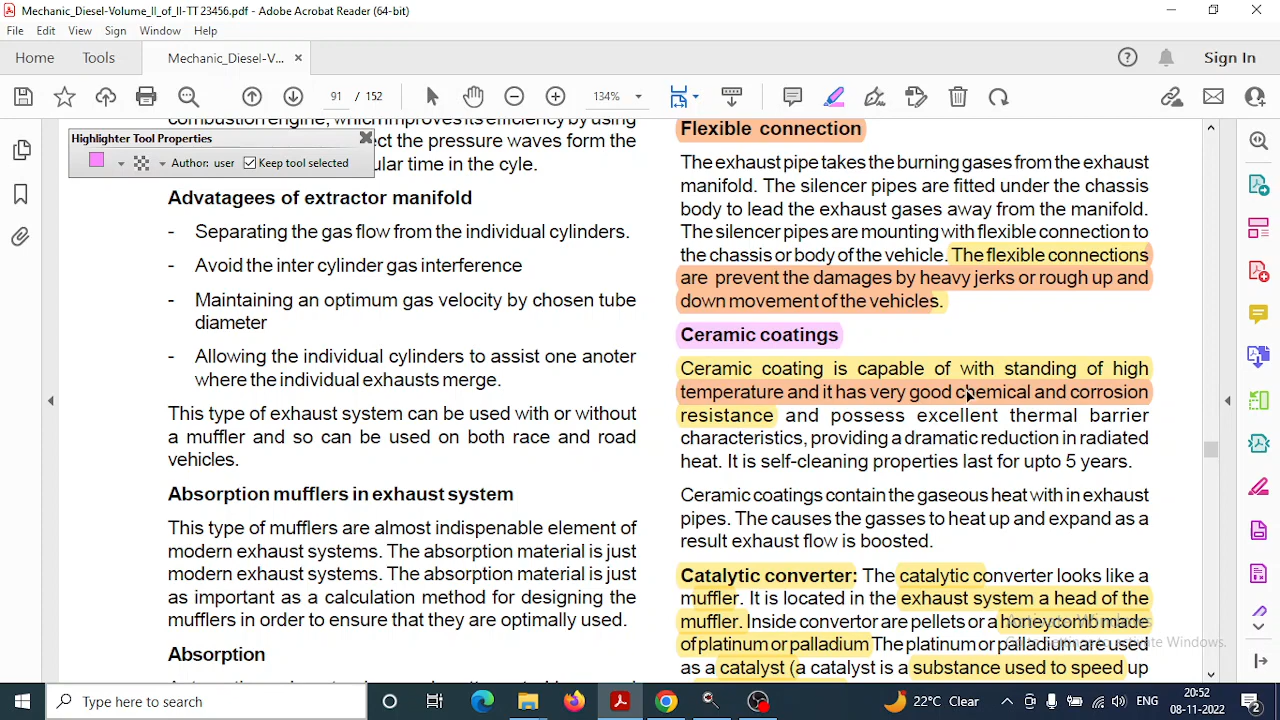 Mechanic_Diesel-Volume_II_of_II-TT 23456.pdf - Adobe Acrobat Reader (64-bit)
File Edit View Sign Window Help
Home Tools Mechanic_Diesel-V... × Sign In
91 / 152 134%
Highlighter Tool Properties
Author: user Keep tool selected
combustion engine, which improves its efficiency by using
ect the pressure waves form the
ular time in the cyle.
Advatagees of extractor manifold
- Separating the gas flow from the individual cylinders.
- Avoid the inter cylinder gas interference
- Maintaining an optimum gas velocity by chosen tube
diameter
- Allowing the individual cylinders to assist one anoter
where the individual exhausts merge.
This type of exhaust system can be used with or without
a muffler and so can be used on both race and road
vehicles.
Absorption mufflers in exhaust system
This type of mufflers are almost indispenable element of
modern exhaust systems. The absorption material is just
modern exhaust systems. The absorption material is just
as important as a calculation method for designing the
mufflers in order to ensure that they are optimally used.
Absorption
Flexible connection
The exhaust pipe takes the burning gases from the exhaust
manifold. The silencer pipes are fitted under the chassis
body to lead the exhaust gases away from the manifold.
The silencer pipes are mounting with flexible connection to
the chassis or body of the vehicle. The flexible connections
are prevent the damages by heavy jerks or rough up and
down movement of the vehicles.
Ceramic coatings
Ceramic coating is capable of with standing of high
temperature and it has very good chemical and corrosion
resistance and possess excellent thermal barrier
characteristics, providing a dramatic reduction in radiated
heat. It is self-cleaning properties last for upto 5 years.
Ceramic coatings contain the gaseous heat with in exhaust
pipes. The causes the gasses to heat up and expand as a
result exhaust flow is boosted.
Catalytic converter: The catalytic converter looks like a
muffler. It is located in the exhaust system a head of the
muffler. Inside convertor are pellets or a honeycomb made
of platinum or palladium The platinum or palladium are used
as a catalyst (a catalyst is a substance used to speed up
Activate Windows
Go to Settings to activate Windows.
Type here to search
22°C Clear
ENG
20:52
08-11-2022
2